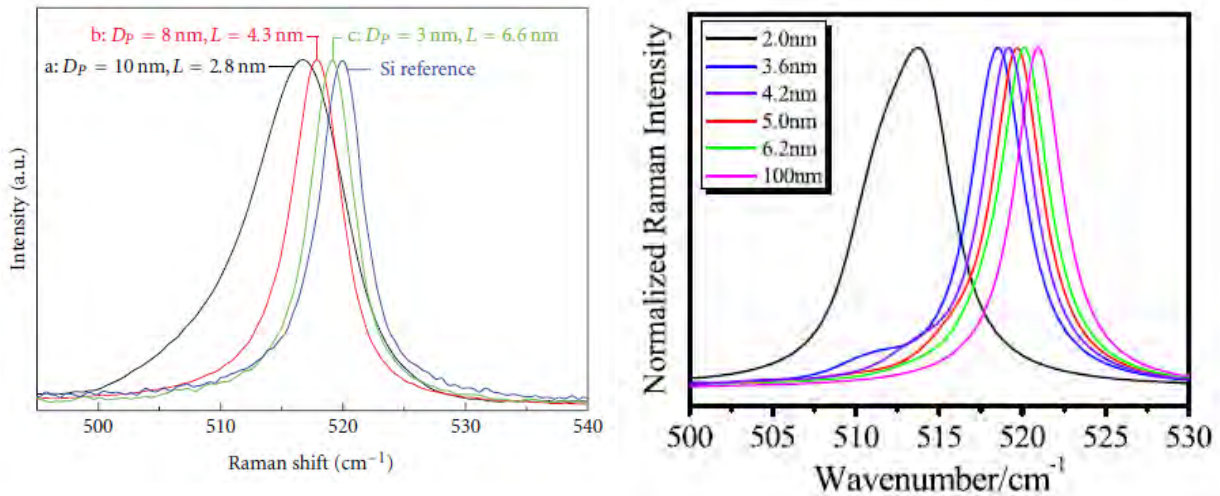 b: D_P = 8 nm, L = 4.3 nm
c: D_P = 3 nm, L = 6.6 nm
a: D_P = 10 nm, L = 2.8 nm
Si reference
Intensity (a.u.)
500 510 520 530 540
Raman shift (cm⁻¹)
2.0nm
3.6nm
4.2nm
5.0nm
6.2nm
100nm
Normalized Raman Intensity
500 505 510 515 520 525 530
Wavenumber/cm⁻¹